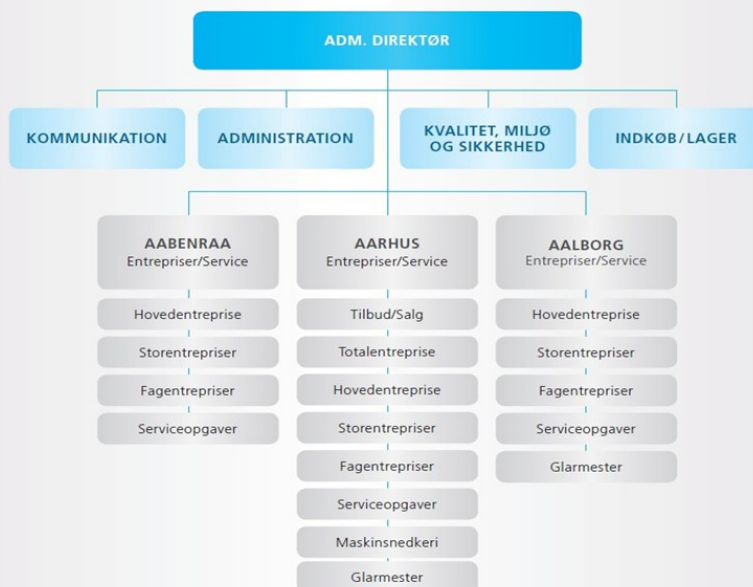 ADM. DIREKTØR
KOMMUNIKATION
ADMINISTRATION
KVALITET, MILJØ
OG SIKKERHED
INDKØB/LAGER
AABENRAA
Entrepriser/Service
Hovedentreprise
Storentrepriser
Fagentrepriser
Serviceopgaver
AARHUS
Entrepriser/Service
Tilbud/Salg
Totalentreprise
Hovedentreprise
Storentrepriser
Fagentrepriser
Serviceopgaver
Maskinsnedkeri
Glarmester
AALBORG
Entrepriser/Service
Hovedentreprise
Storentrepriser
Fagentrepriser
Serviceopgaver
Glarmester